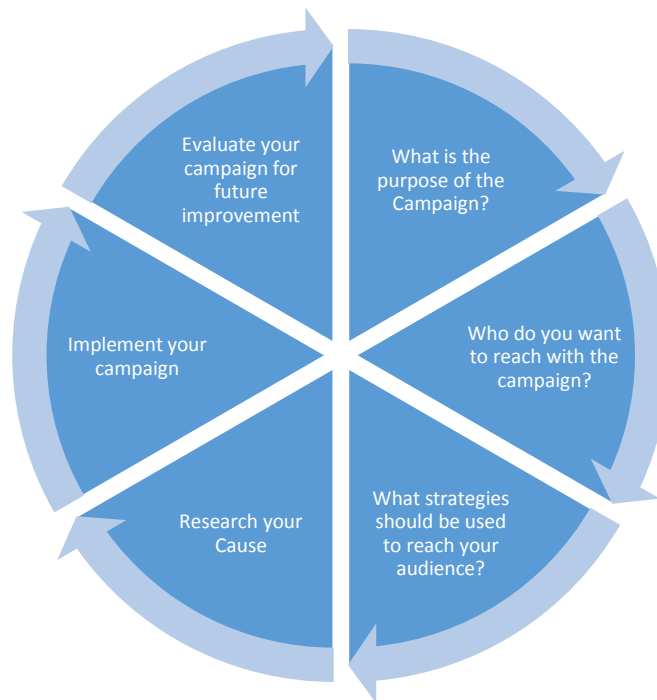 What is the
purpose of the
Campaign?
Who do you want
to reach with the
campaign?
What strategies
should be used
to reach your
audience?
Research your
Cause
Implement your
campaign
Evaluate your
campaign for
future
improvement